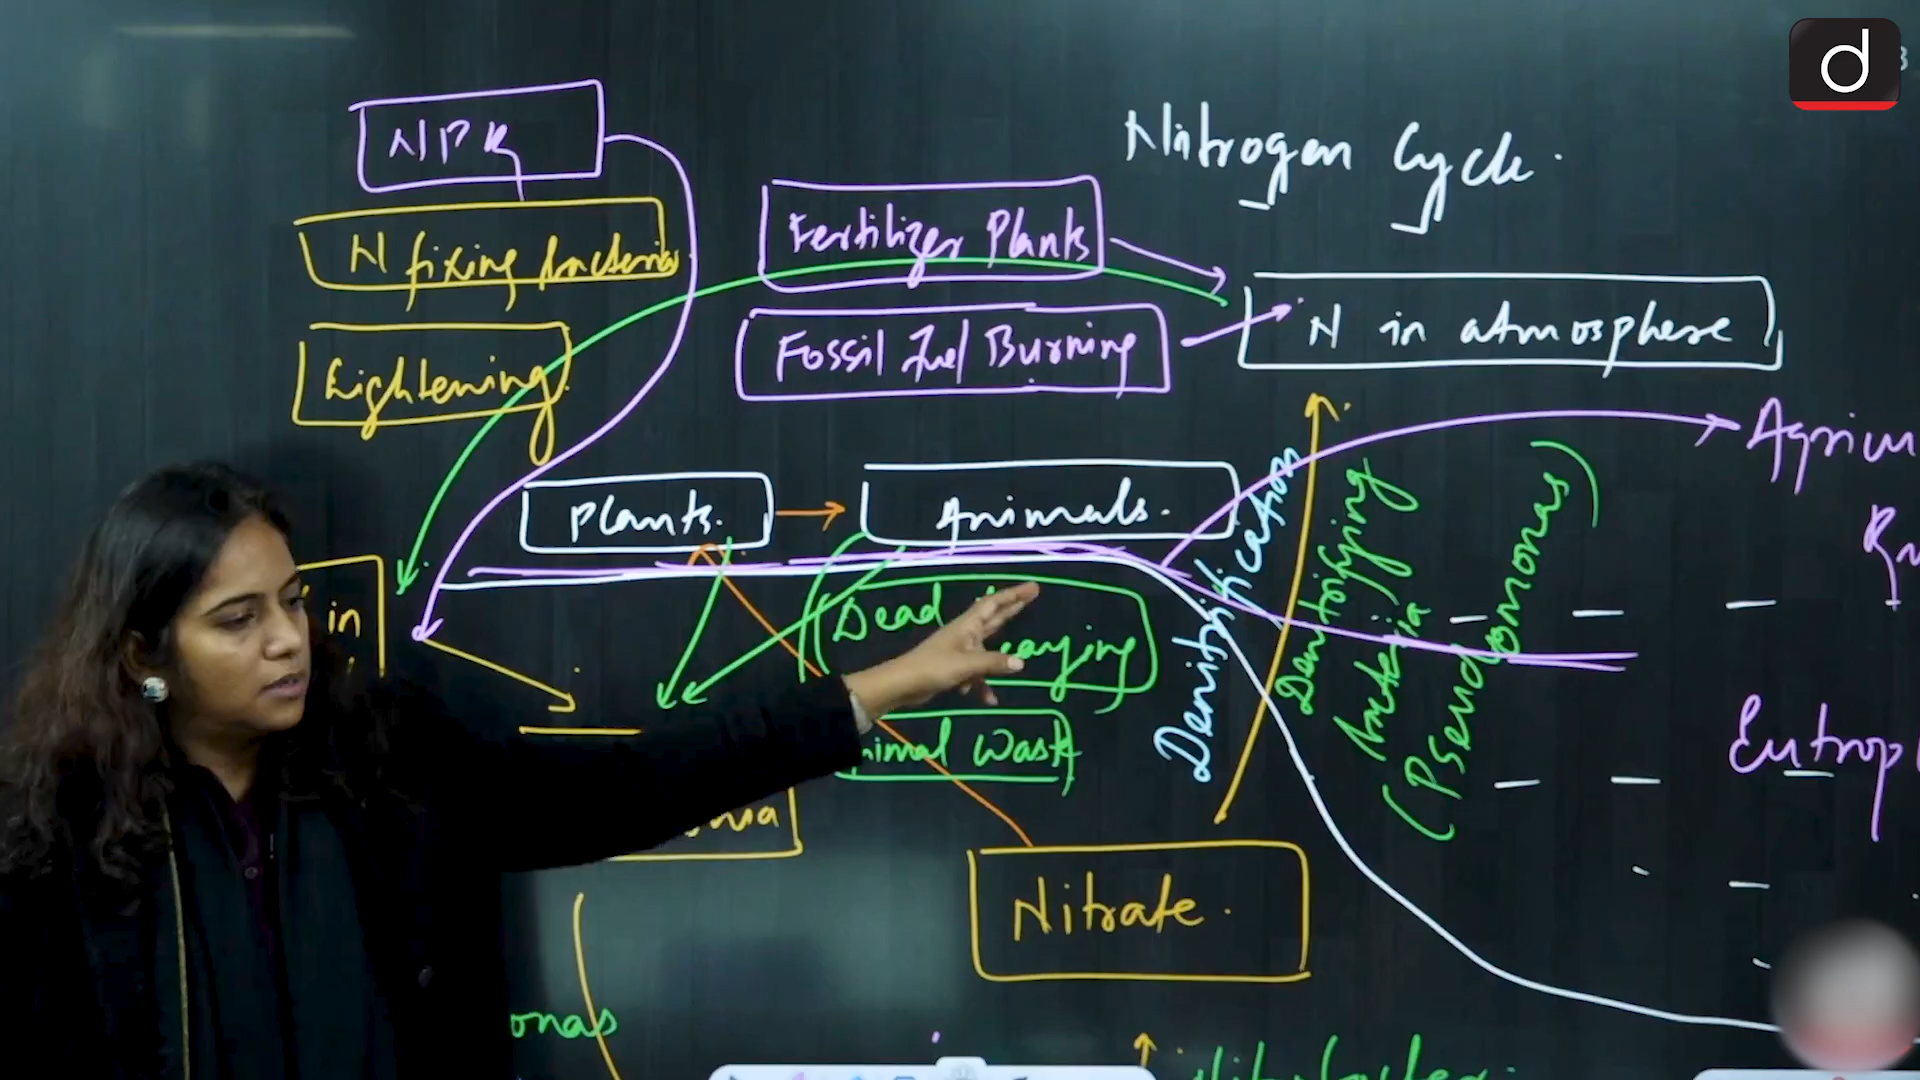 d
NPK
Nitrogen Cycle.
N fixing bacteria
Fertilizer Plants
Fossil Fuel Burning
N in atmosphere
Lightening
Plants.
Animals.
Denitrification
Denitrifying
bacteria
(Pseudomonas)
in
Dead
Waste
Nitrate.
onas